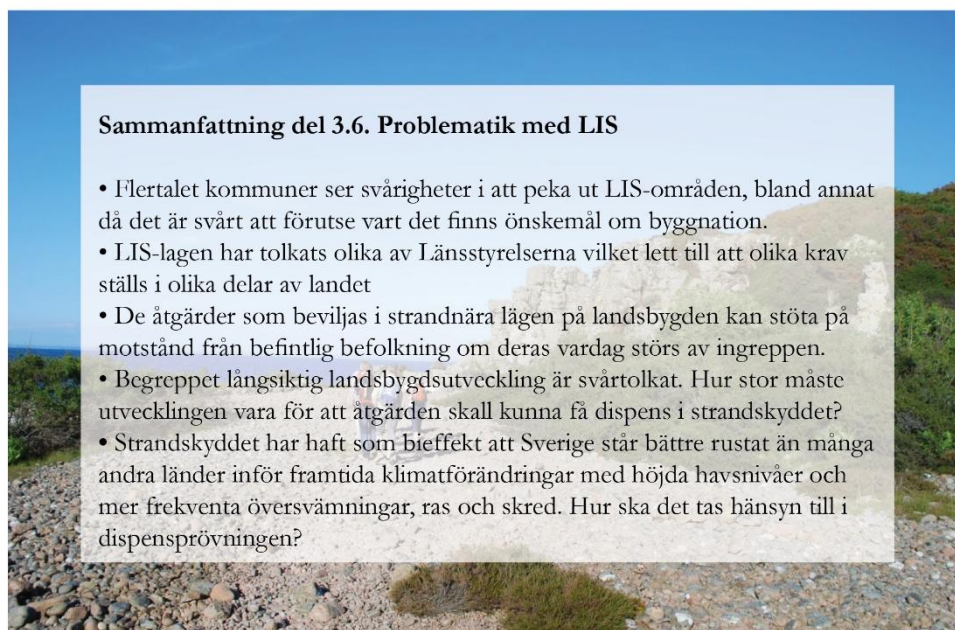 Sammanfattning del 3.6. Problematik med LIS
• Flertalet kommuner ser svårigheter i att peka ut LIS-områden, bland annat
då det är svårt att förutse vart det finns önskemål om byggnation.
• LIS-lagen har tolkats olika av Länsstyrelserna vilket lett till att olika krav
ställs i olika delar av landet
• De åtgärder som beviljas i strandnära lägen på landsbygden kan stöta på
motstånd från befintlig befolkning om deras vardag störs av ingreppen.
• Begreppet långsiktig landsbygdsutveckling är svårtolkat. Hur stor måste
utvecklingen vara för att åtgärden skall kunna få dispens i strandskyddet?
• Strandskyddet har haft som bieffekt att Sverige står bättre rustat än många
andra länder inför framtida klimatförändringar med höjda havsnivåer och
mer frekventa översvämningar, ras och skred. Hur ska det tas hänsyn till i
dispensprövningen?